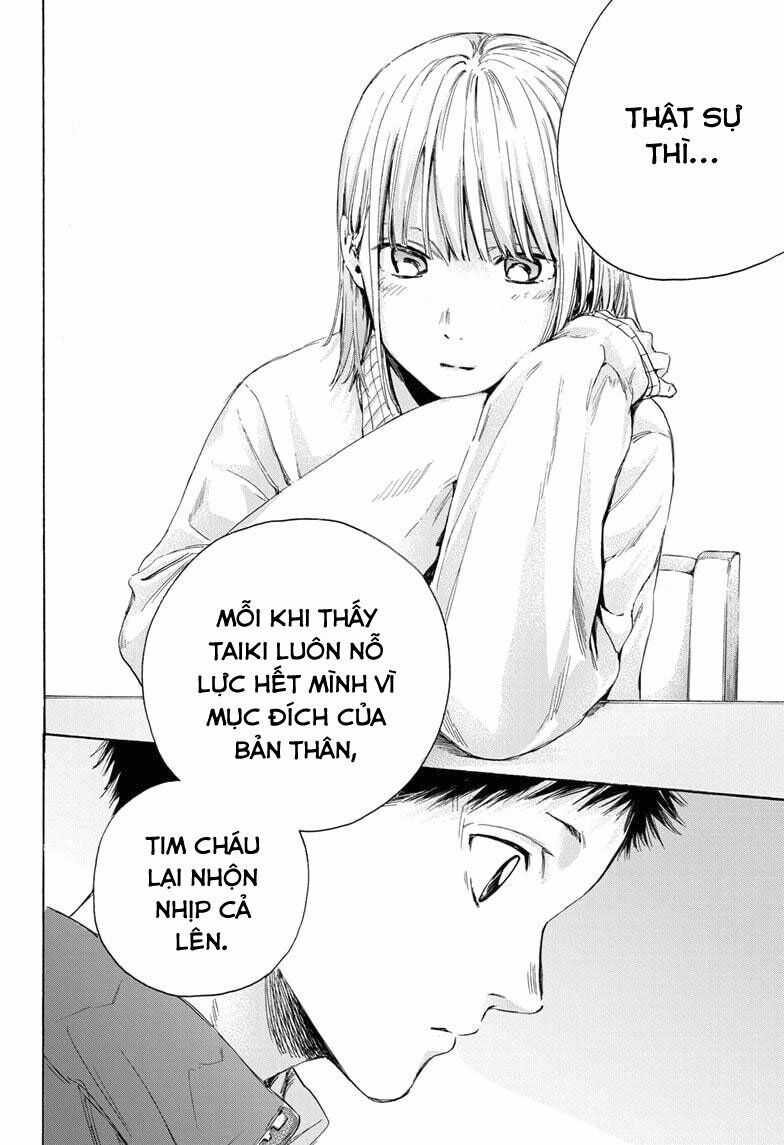 THẬT SỰ
THÌ...
MỖI KHI THẤY
TAIKI LUÔN NỖ
LỰC HẾT MÌNH VÌ
MỤC ĐÍCH CỦA
BẢN THÂN,
TIM CHÁU
LẠI NHỘN
NHỊP CẢ
LÊN.